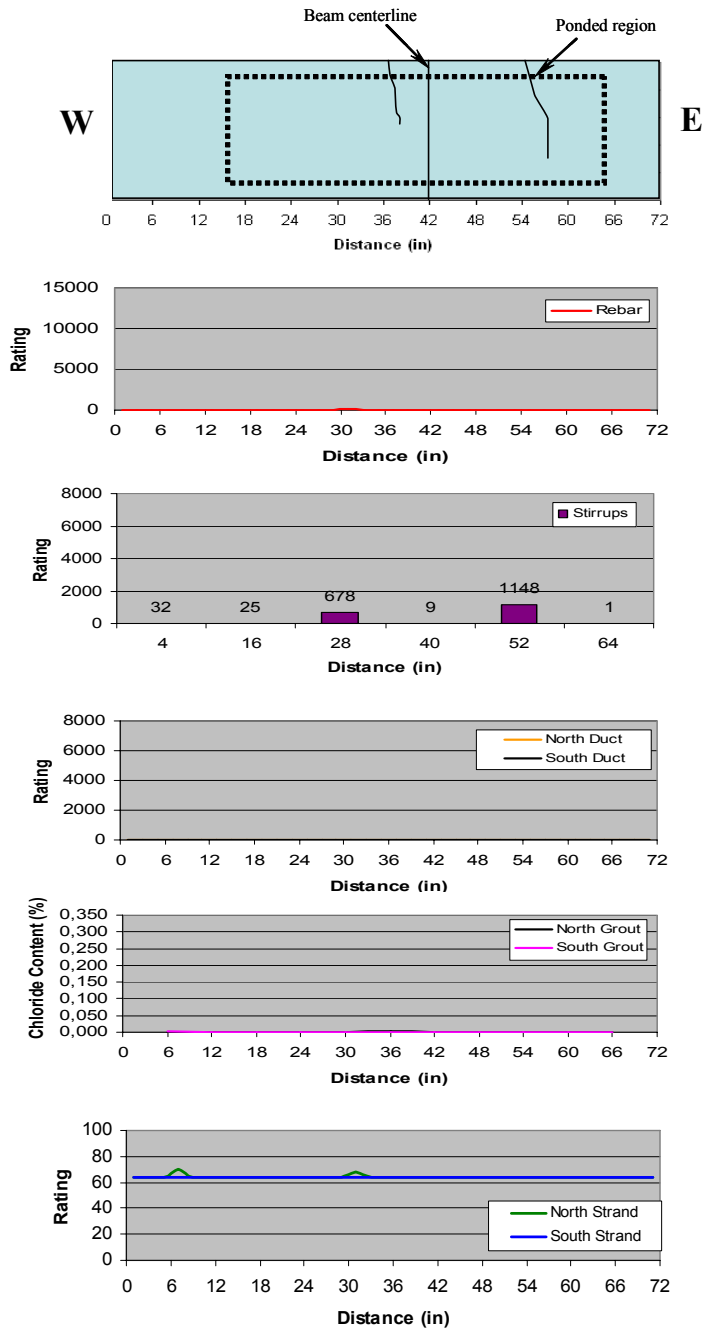 Beam centerline
Ponded region
W
E
0 6 12 18 24 30 36 42 48 54 60 66 72
Distance (in)
15000
10000
5000
0
Rating
Rebar
0 6 12 18 24 30 36 42 48 54 60 66 72
Distance (in)
8000
6000
4000
2000
0
Rating
Stirrups
32 25 678 9 1148 1
4 16 28 40 52 64
Distance (in)
8000
6000
4000
2000
0
Rating
North Duct
South Duct
0 6 12 18 24 30 36 42 48 54 60 66 72
Distance (in)
0,350
0,300
0,250
0,200
0,150
0,100
0,050
0,000
Chloride Content (%)
North Grout
South Grout
0 6 12 18 24 30 36 42 48 54 60 66 72
Distance (in)
100
80
60
40
20
0
Rating
North Strand
South Strand
0 6 12 18 24 30 36 42 48 54 60 66 72
Distance (in)